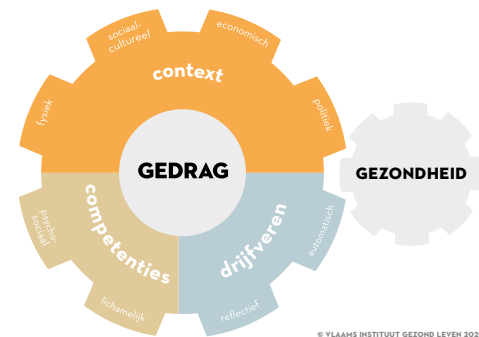 sociaal-
cultureel
economisch
fysiek
politiek
context
GEDRAG
GEZONDHEID
competenties
drijfveren
psycho-
sociaal
lichamelijk
reflectief
automatisch
© VLAAMS INSTITUUT GEZOND LEVEN 202